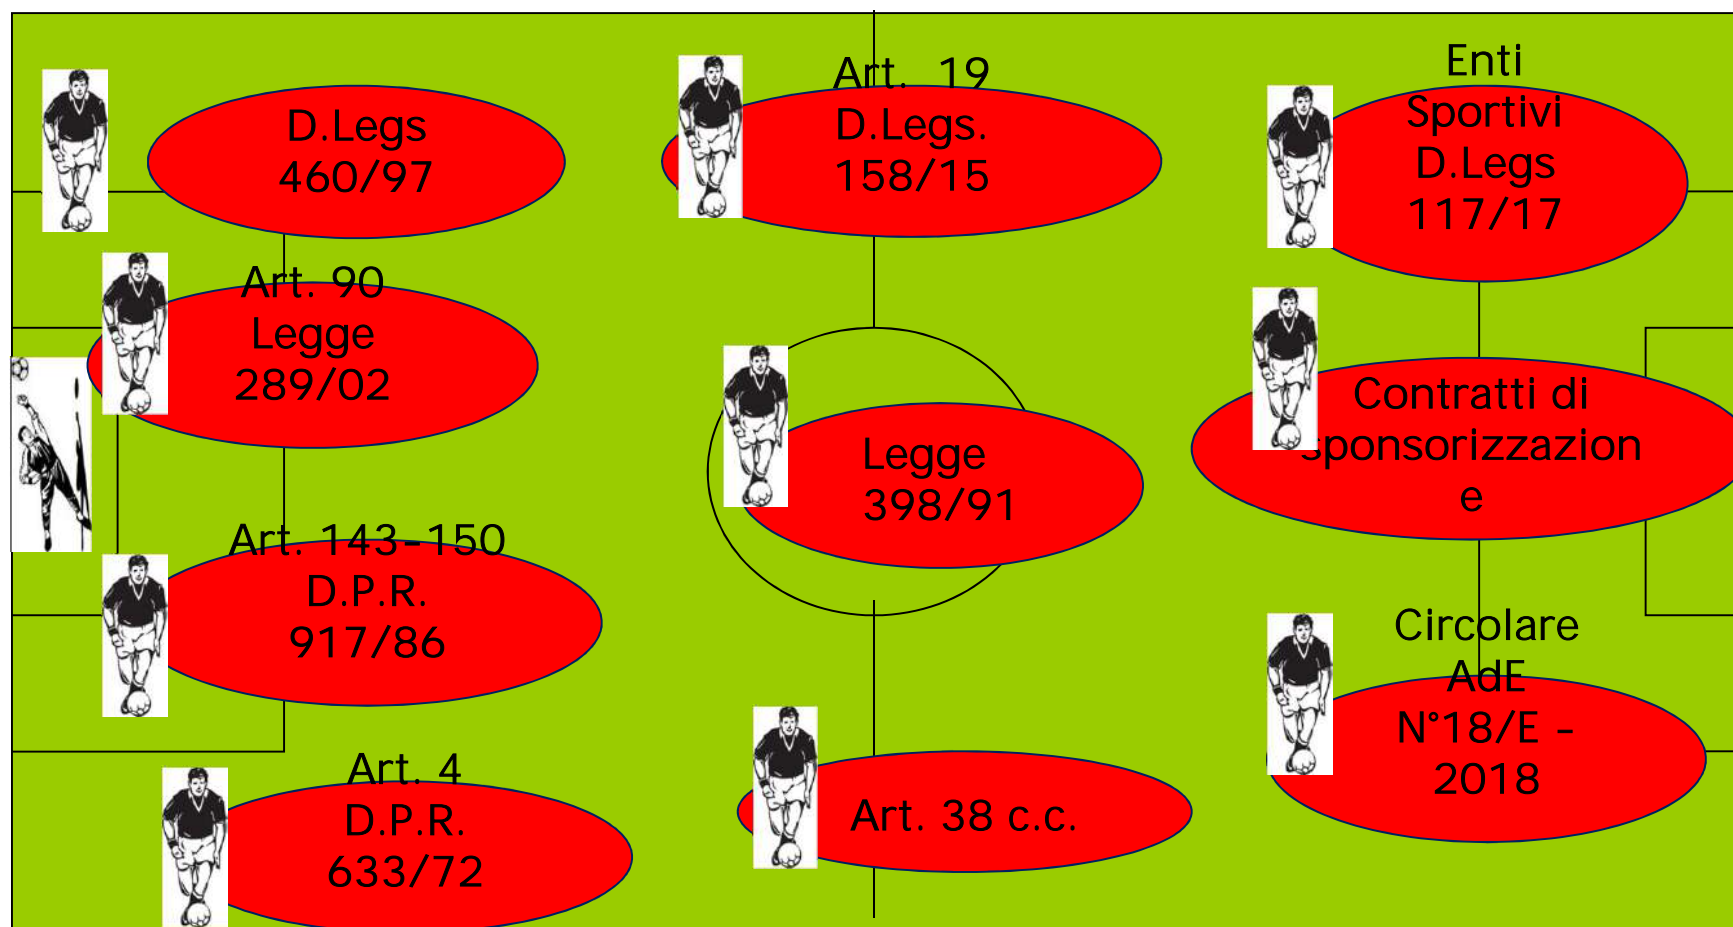 D.Legs
460/97
Art. 90
Legge
289/02
Art. 143-150
D.P.R.
917/86
Art. 4
D.P.R.
633/72
Art. 19
D.Legs.
158/15
Legge
398/91
Art. 38 c.c.
Enti
Sportivi
D.Legs
117/17
Contratti di
sponsorizzazion
e
Circolare
AdE
N°18/E -
2018